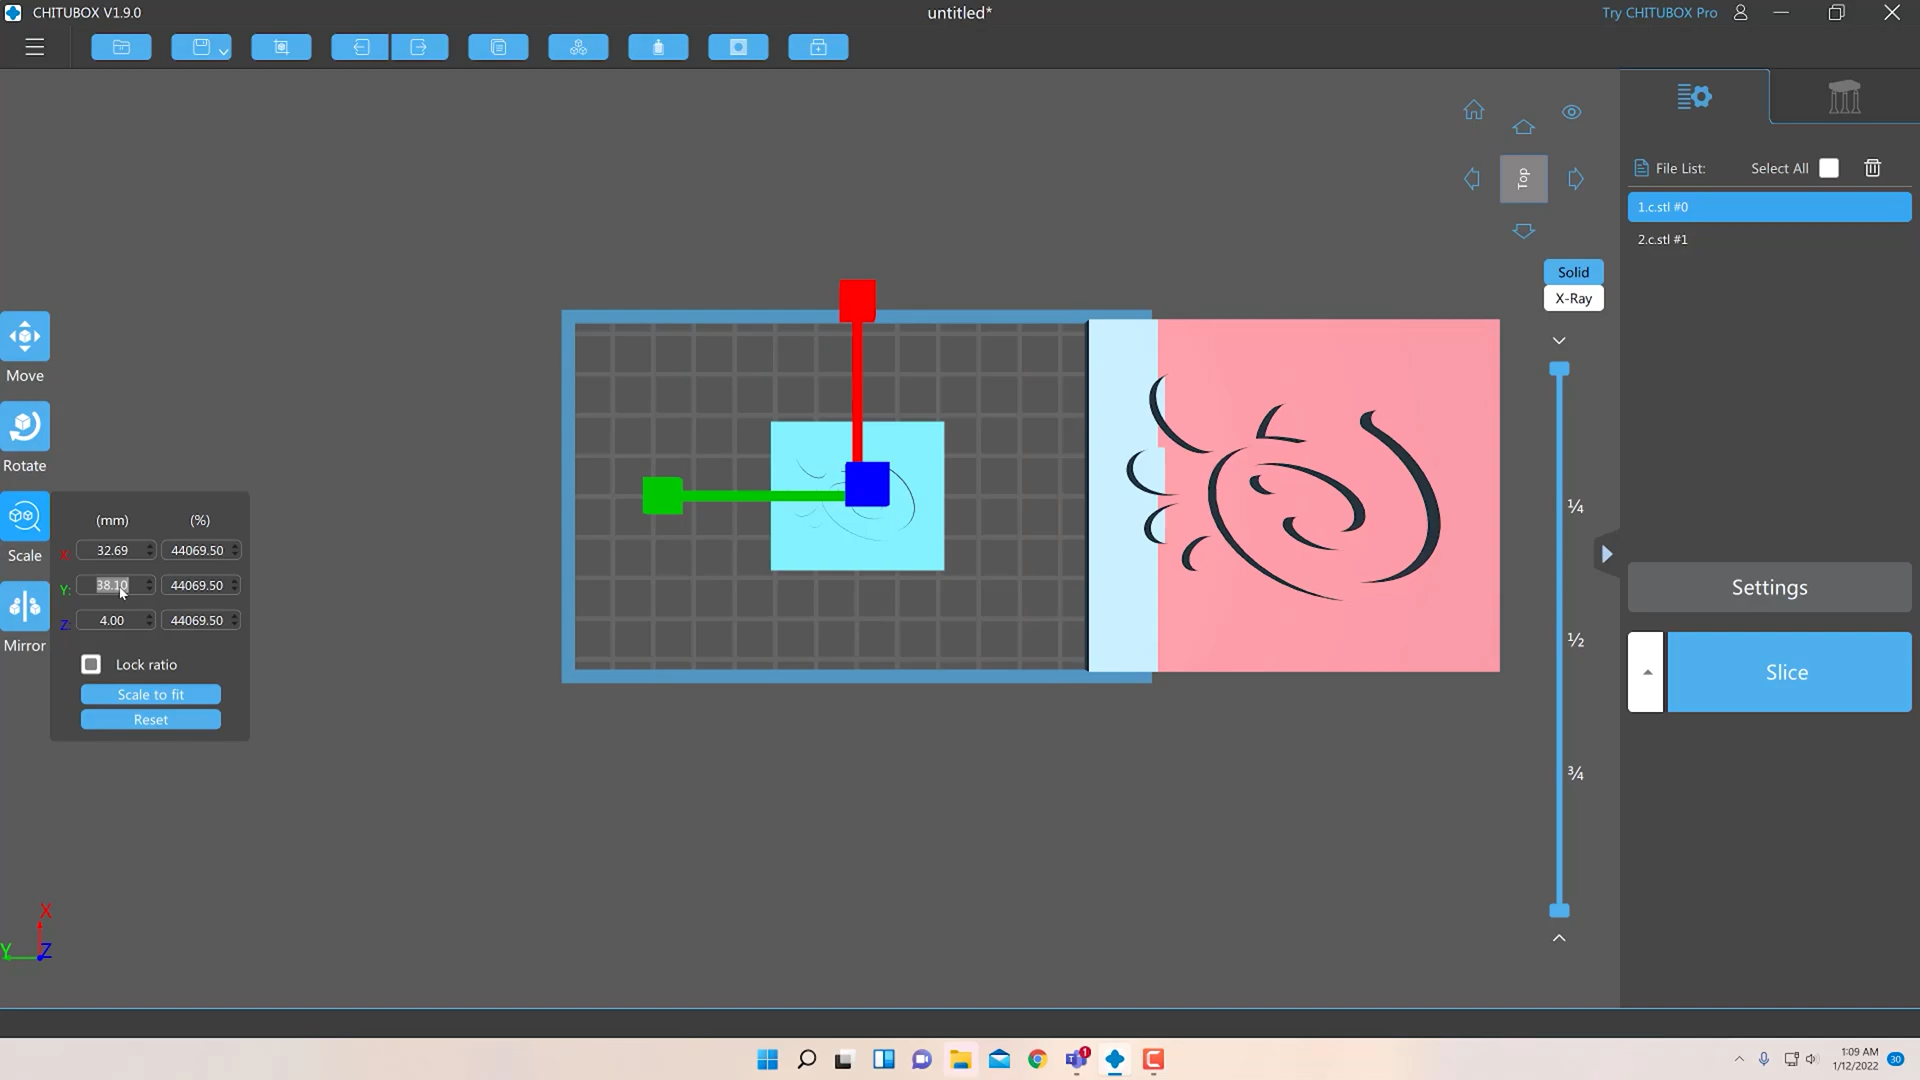 CHITUBOX V1.9.0
untitled*
Try CHITUBOX Pro
Top
File List:
Select All
1.c.stl #0
2.c.stl #1
Solid
X-Ray
Move
Rotate
Scale
Mirror
(mm) (%)
X: 32.69 44069.50
Y: 38.10 44069.50
Z: 4.00 44069.50
Lock ratio
Scale to fit
Reset
1/4
1/2
3/4
Settings
Slice
X
Y
Z
1
1:09 AM
1/12/2022
30